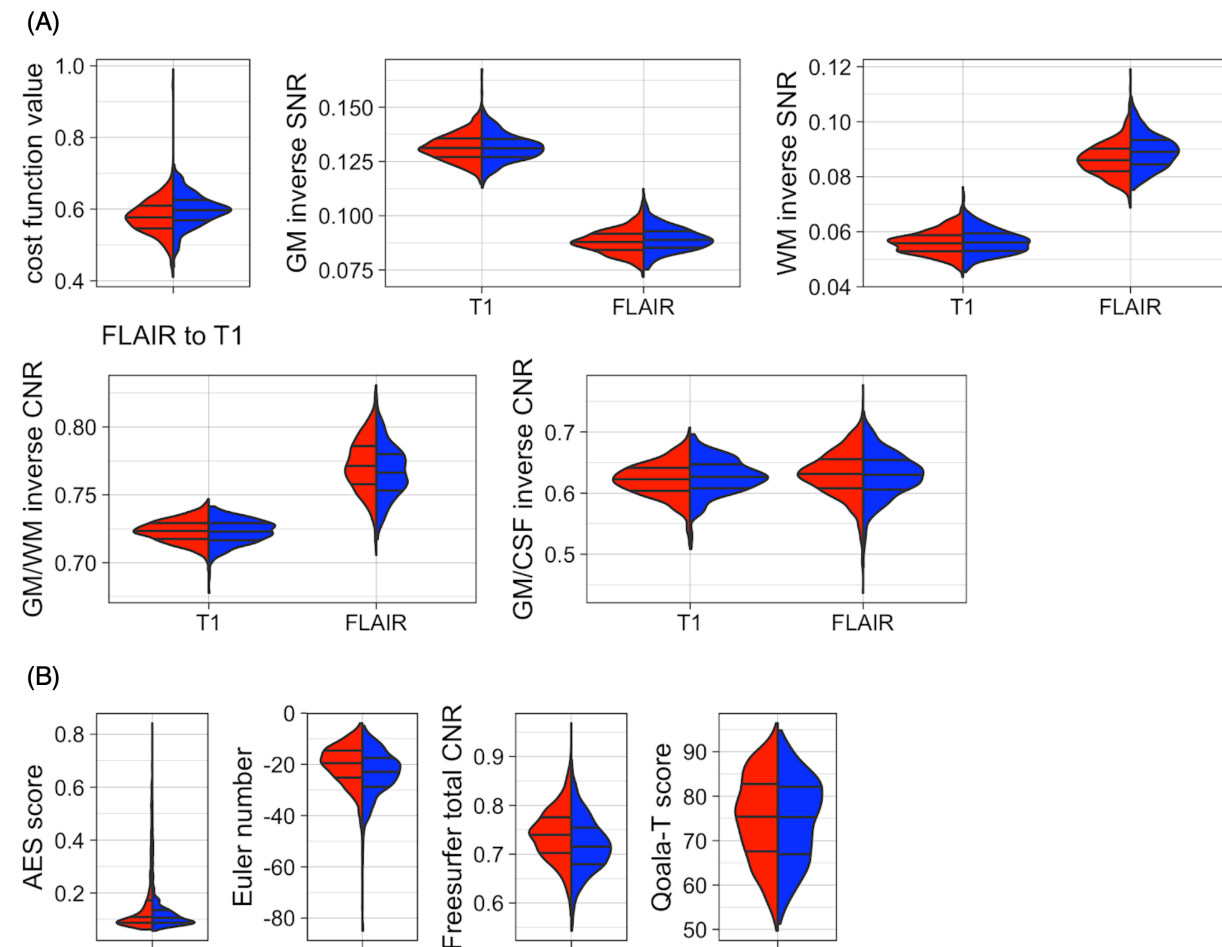 (A)
cost function value
1.0
0.8
0.6
0.4
FLAIR to T1
GM inverse SNR
0.150
0.125
0.100
0.075
T1 FLAIR
WM inverse SNR
0.12
0.10
0.08
0.06
0.04
T1 FLAIR
GM/WM inverse CNR
0.80
0.75
0.70
T1 FLAIR
GM/CSF inverse CNR
0.7
0.6
0.5
T1 FLAIR
(B)
AES score
0.8
0.6
0.4
0.2
Euler number
0
-20
-40
-60
-80
Freesurfer total CNR
0.9
0.8
0.7
0.6
Qoala-T score
90
80
70
60
50